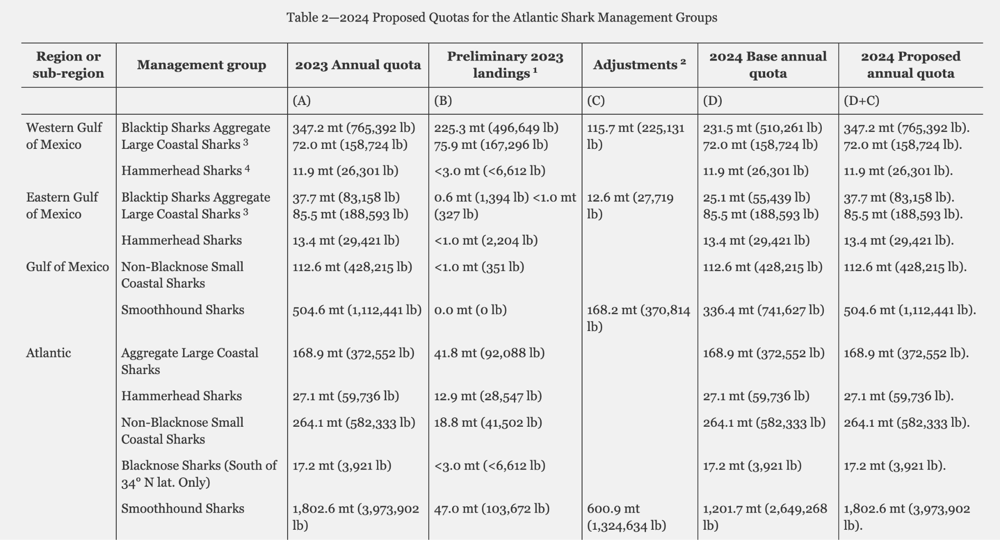 Table 2—2024 Proposed Quotas for the Atlantic Shark Management Groups
Region or sub-region | Management group | 2023 Annual quota | Preliminary 2023 landings 1 | Adjustments 2 | 2024 Base annual quota | 2024 Proposed annual quota
(A) | (B) | (C) | (D) | (D+C)
Western Gulf | Blacktip Sharks Aggregate | 347.2 mt (765,392 lb) | 225.3 mt (496,649 lb) | 115.7 mt (225,131 | 231.5 mt (510,261 lb) | 347.2 mt (765,392 lb).
of Mexico | Large Coastal Sharks 3 | 72.0 mt (158,724 lb) | 75.9 mt (167,296 lb) | lb) | 72.0 mt (158,724 lb) | 72.0 mt (158,724 lb).
Hammerhead Sharks 4 | 11.9 mt (26,301 lb) | <3.0 mt (<6,612 lb) | 11.9 mt (26,301 lb) | 11.9 mt (26,301 lb).
Eastern Gulf | Blacktip Sharks Aggregate | 37.7 mt (83,158 lb) | 0.6 mt (1,394 lb) <1.0 mt | 12.6 mt (27,719 | 25.1 mt (55,439 lb) | 37.7 mt (83,158 lb).
of Mexico | Large Coastal Sharks 3 | 85.5 mt (188,593 lb) | (327 lb) | lb) | 85.5 mt (188,593 lb) | 85.5 mt (188,593 lb).
Hammerhead Sharks | 13.4 mt (29,421 lb) | <1.0 mt (2,204 lb) | 13.4 mt (29,421 lb) | 13.4 mt (29,421 lb).
Gulf of Mexico | Non-Blacknose Small | 112.6 mt (428,215 lb) | <1.0 mt (351 lb) | 112.6 mt (428,215 lb) | 112.6 mt (428,215 lb).
Coastal Sharks
Smoothhound Sharks | 504.6 mt (1,112,441 lb) | 0.0 mt (0 lb) | 168.2 mt (370,814 | 336.4 mt (741,627 lb) | 504.6 mt (1,112,441 lb).
lb)
Atlantic | Aggregate Large Coastal | 168.9 mt (372,552 lb) | 41.8 mt (92,088 lb) | 168.9 mt (372,552 lb) | 168.9 mt (372,552 lb).
Sharks
Hammerhead Sharks | 27.1 mt (59,736 lb) | 12.9 mt (28,547 lb) | 27.1 mt (59,736 lb) | 27.1 mt (59,736 lb).
Non-Blacknose Small | 264.1 mt (582,333 lb) | 18.8 mt (41,502 lb) | 264.1 mt (582,333 lb) | 264.1 mt (582,333 lb).
Coastal Sharks
Blacknose Sharks (South of | 17.2 mt (3,921 lb) | <3.0 mt (<6,612 lb) | 17.2 mt (3,921 lb) | 17.2 mt (3,921 lb).
34° N lat. Only)
Smoothhound Sharks | 1,802.6 mt (3,973,902 | 47.0 mt (103,672 lb) | 600.9 mt | 1,201.7 mt (2,649,268 | 1,802.6 mt (3,973,902
lb) | (1,324,634 lb) | lb) | lb).